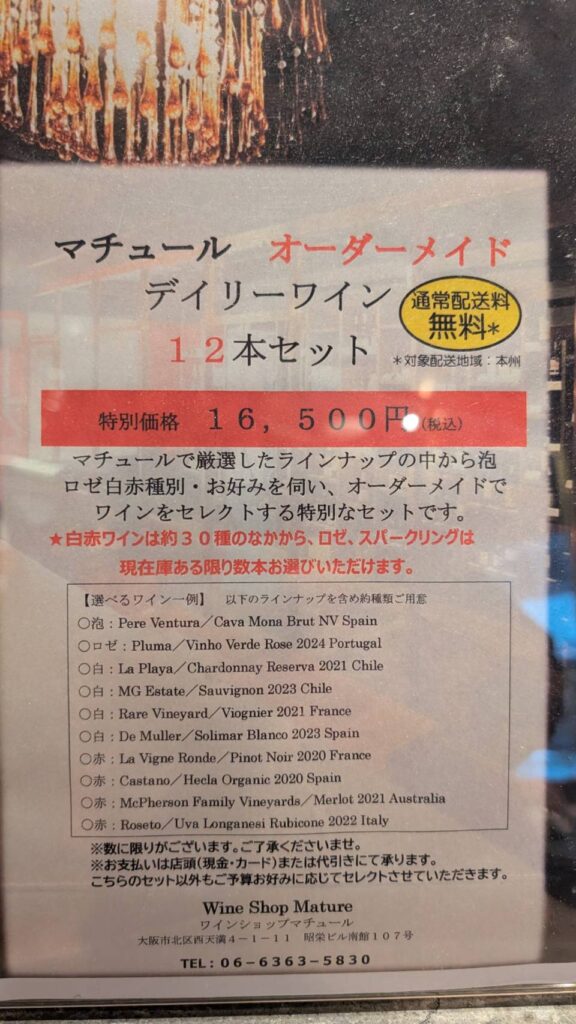 マチュール　オーダーメイド
デイリーワイン
１２本セット
通常配送料
無料*
*対象配送地域：本州
特別価格　１６，５００円（税込）
マチュールで厳選したラインナップの中から泡
ロゼ白赤種別・お好みを伺い、オーダーメイドで
ワインをセレクトする特別なセットです。
★白赤ワインは約３０種のなかから、ロゼ、スパークリングは
現在庫ある限り数本お選びいただけます。
【選べるワイン一例】　以下のラインナップを含め約種類ご用意
○泡：Pere Ventura／Cava Mona Brut NV Spain
○ロゼ：Pluma／Vinho Verde Rose 2024 Portugal
○白：La Playa／Chardonnay Reserva 2021 Chile
○白：MG Estate／Sauvignon 2023 Chile
○白：Rare Vineyard／Viognier 2021 France
○白：De Muller／Solimar Blanco 2023 Spain
○赤：La Vigne Ronde／Pinot Noir 2020 France
○赤：Castano／Hecla Organic 2020 Spain
○赤：McPherson Family Vineyards／Merlot 2021 Australia
○赤：Roseto／Uva Longanesi Rubicone 2022 Italy
※数に限りがございます。ご了承くださいませ。
※お支払いは店頭（現金・カード）または代引きにて承ります。
こちらのセット以外もご予算お好みに応じてセレクトさせていただきます。
Wine Shop Mature
ワインショップマチュール
大阪市北区西天満４－１－１１　昭栄ビル南館１０７号
TEL：０６－６３６３－５８３０